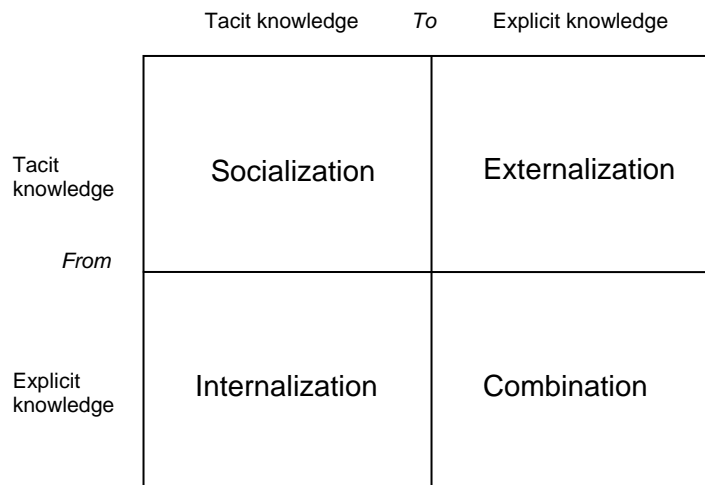 Tacit knowledge To Explicit knowledge
Tacit
knowledge
Socialization Externalization
From
Explicit
knowledge
Internalization Combination